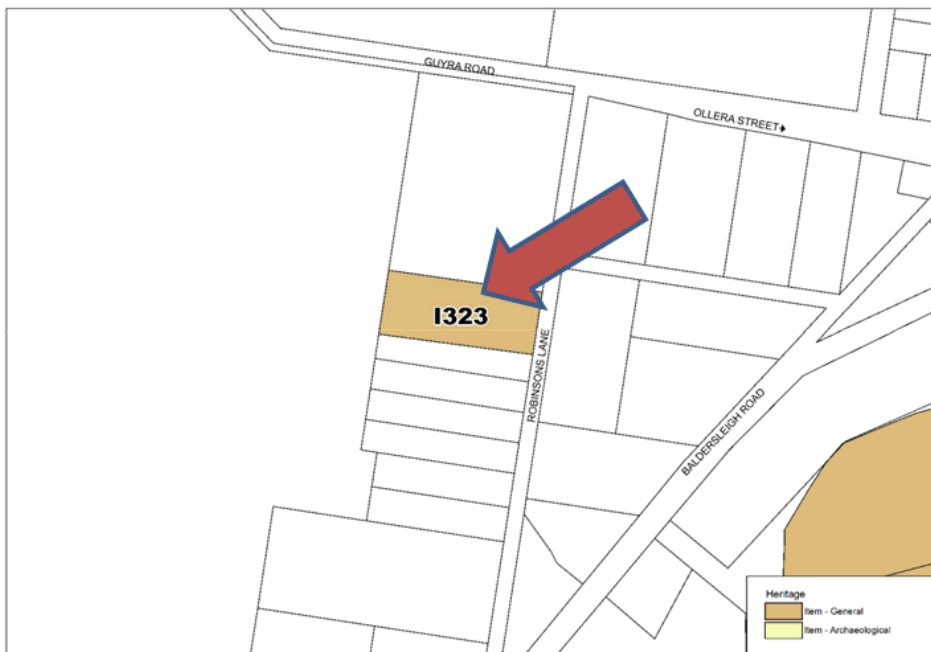 GUYRA ROAD
OLLERA STREET
I323
ROBINSONS LANE
BALDERSLEIGH ROAD
Heritage
Item - General
Item - Archaeological